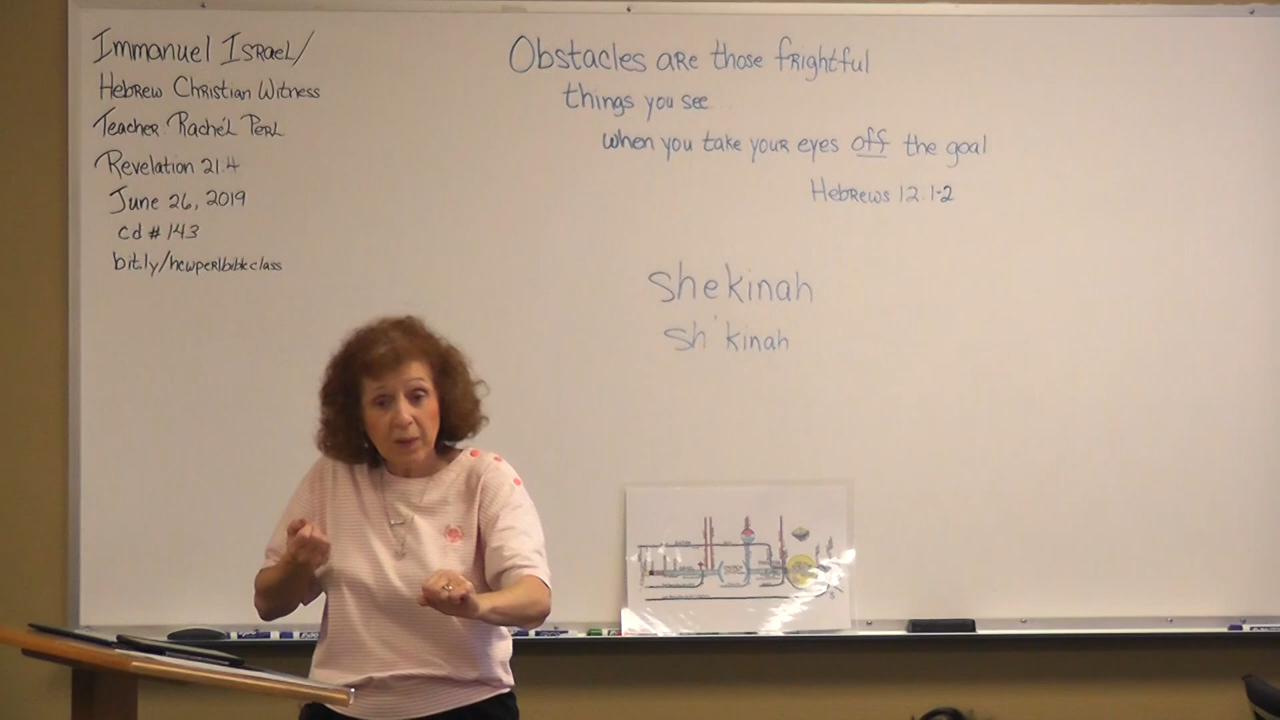 Immanuel Israel/
Hebrew Christian Witness
Teacher: Rachel Perl
Revelation 21:4
June 26, 2019
cd # 143
bit.ly/hcwperlbibleclass
Obstacles are those frightful
things you see
when you take your eyes off the goal
Hebrews 12:1-2
shekinah
sh'kinah